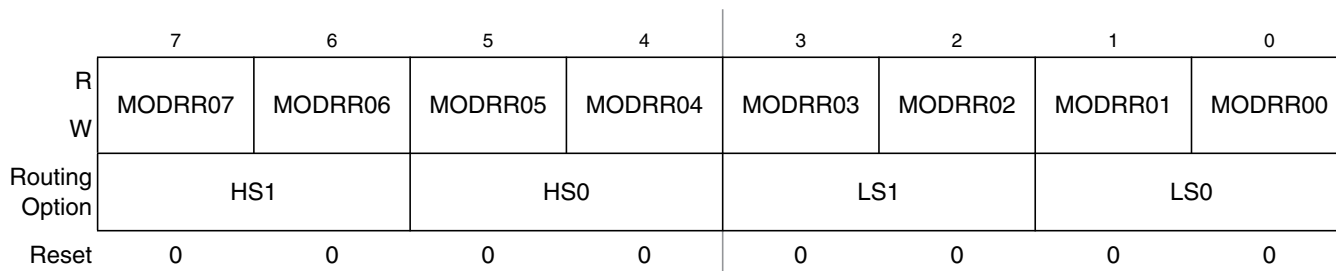 7 6 5 4 3 2 1 0
R
W
MODRR07 MODRR06 MODRR05 MODRR04 MODRR03 MODRR02 MODRR01 MODRR00
Routing
Option
HS1 HS0 LS1 LS0
Reset 0 0 0 0 0 0 0 0